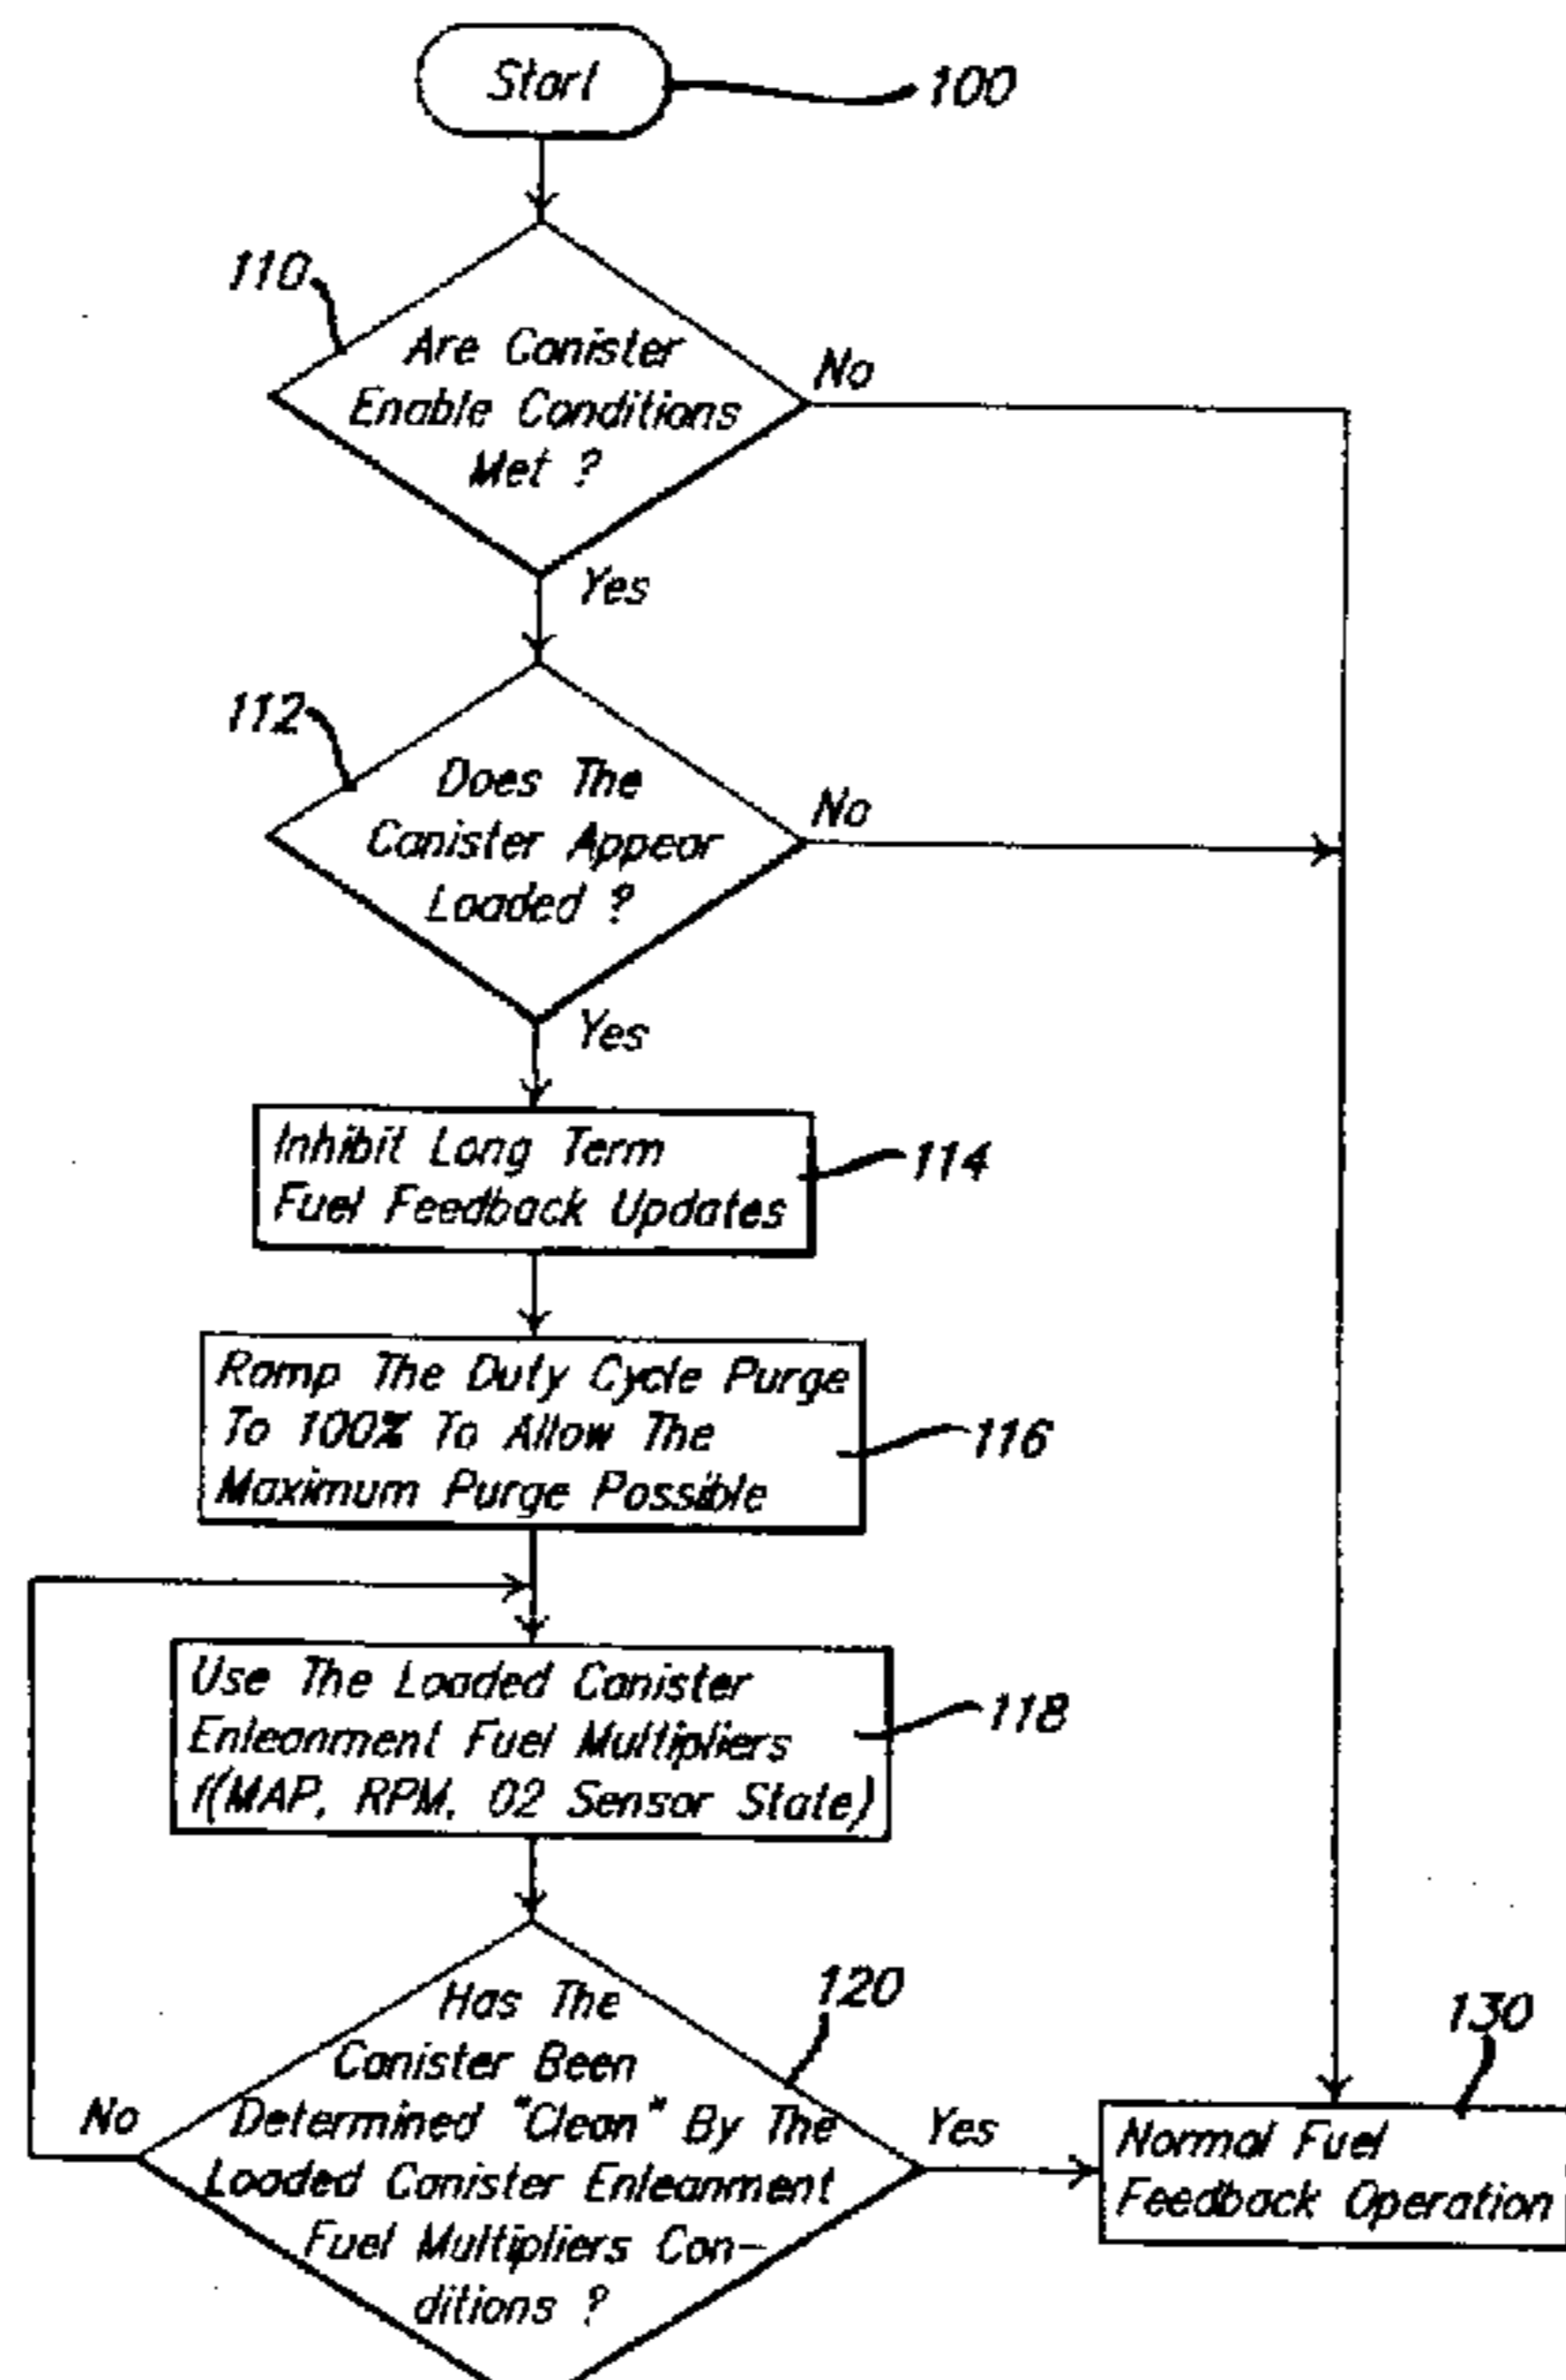 Start
100
110
Are Canister
Enable Conditions
Met ?
No
Yes
112
Does The
Canister Appear
Loaded ?
No
Yes
Inhibit Long Term
Fuel Feedback Updates
114
Ramp The Duty Cycle Purge
To 100% To Allow The
Maximum Purge Possible
116
Use The Loaded Canister
Enleanment Fuel Multipliers
f(MAP, RPM, O2 Sensor State)
118
Has The
Canister Been
Determined "Clean" By The
Loaded Canister Enleanment
Fuel Multipliers Con-
ditions ?
120
No
Yes
130
Normal Fuel
Feedback Operation